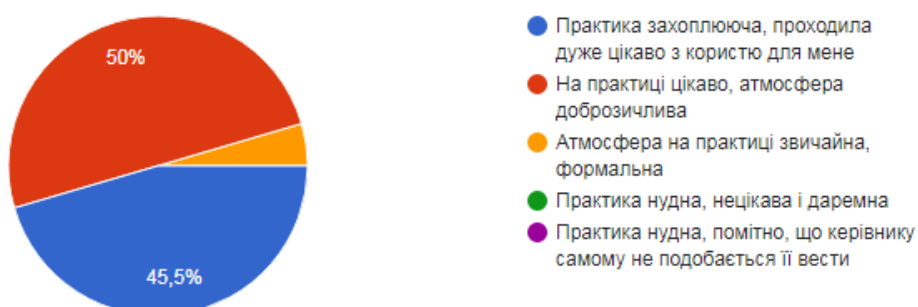 50%
45,5%
Практика захоплююча, проходила
дуже цікаво з користю для мене
На практиці цікаво, атмосфера
доброзичлива
Атмосфера на практиці звичайна,
формальна
Практика нудна, нецікава і даремна
Практика нудна, помітно, що керівнику
самому не подобається її вести